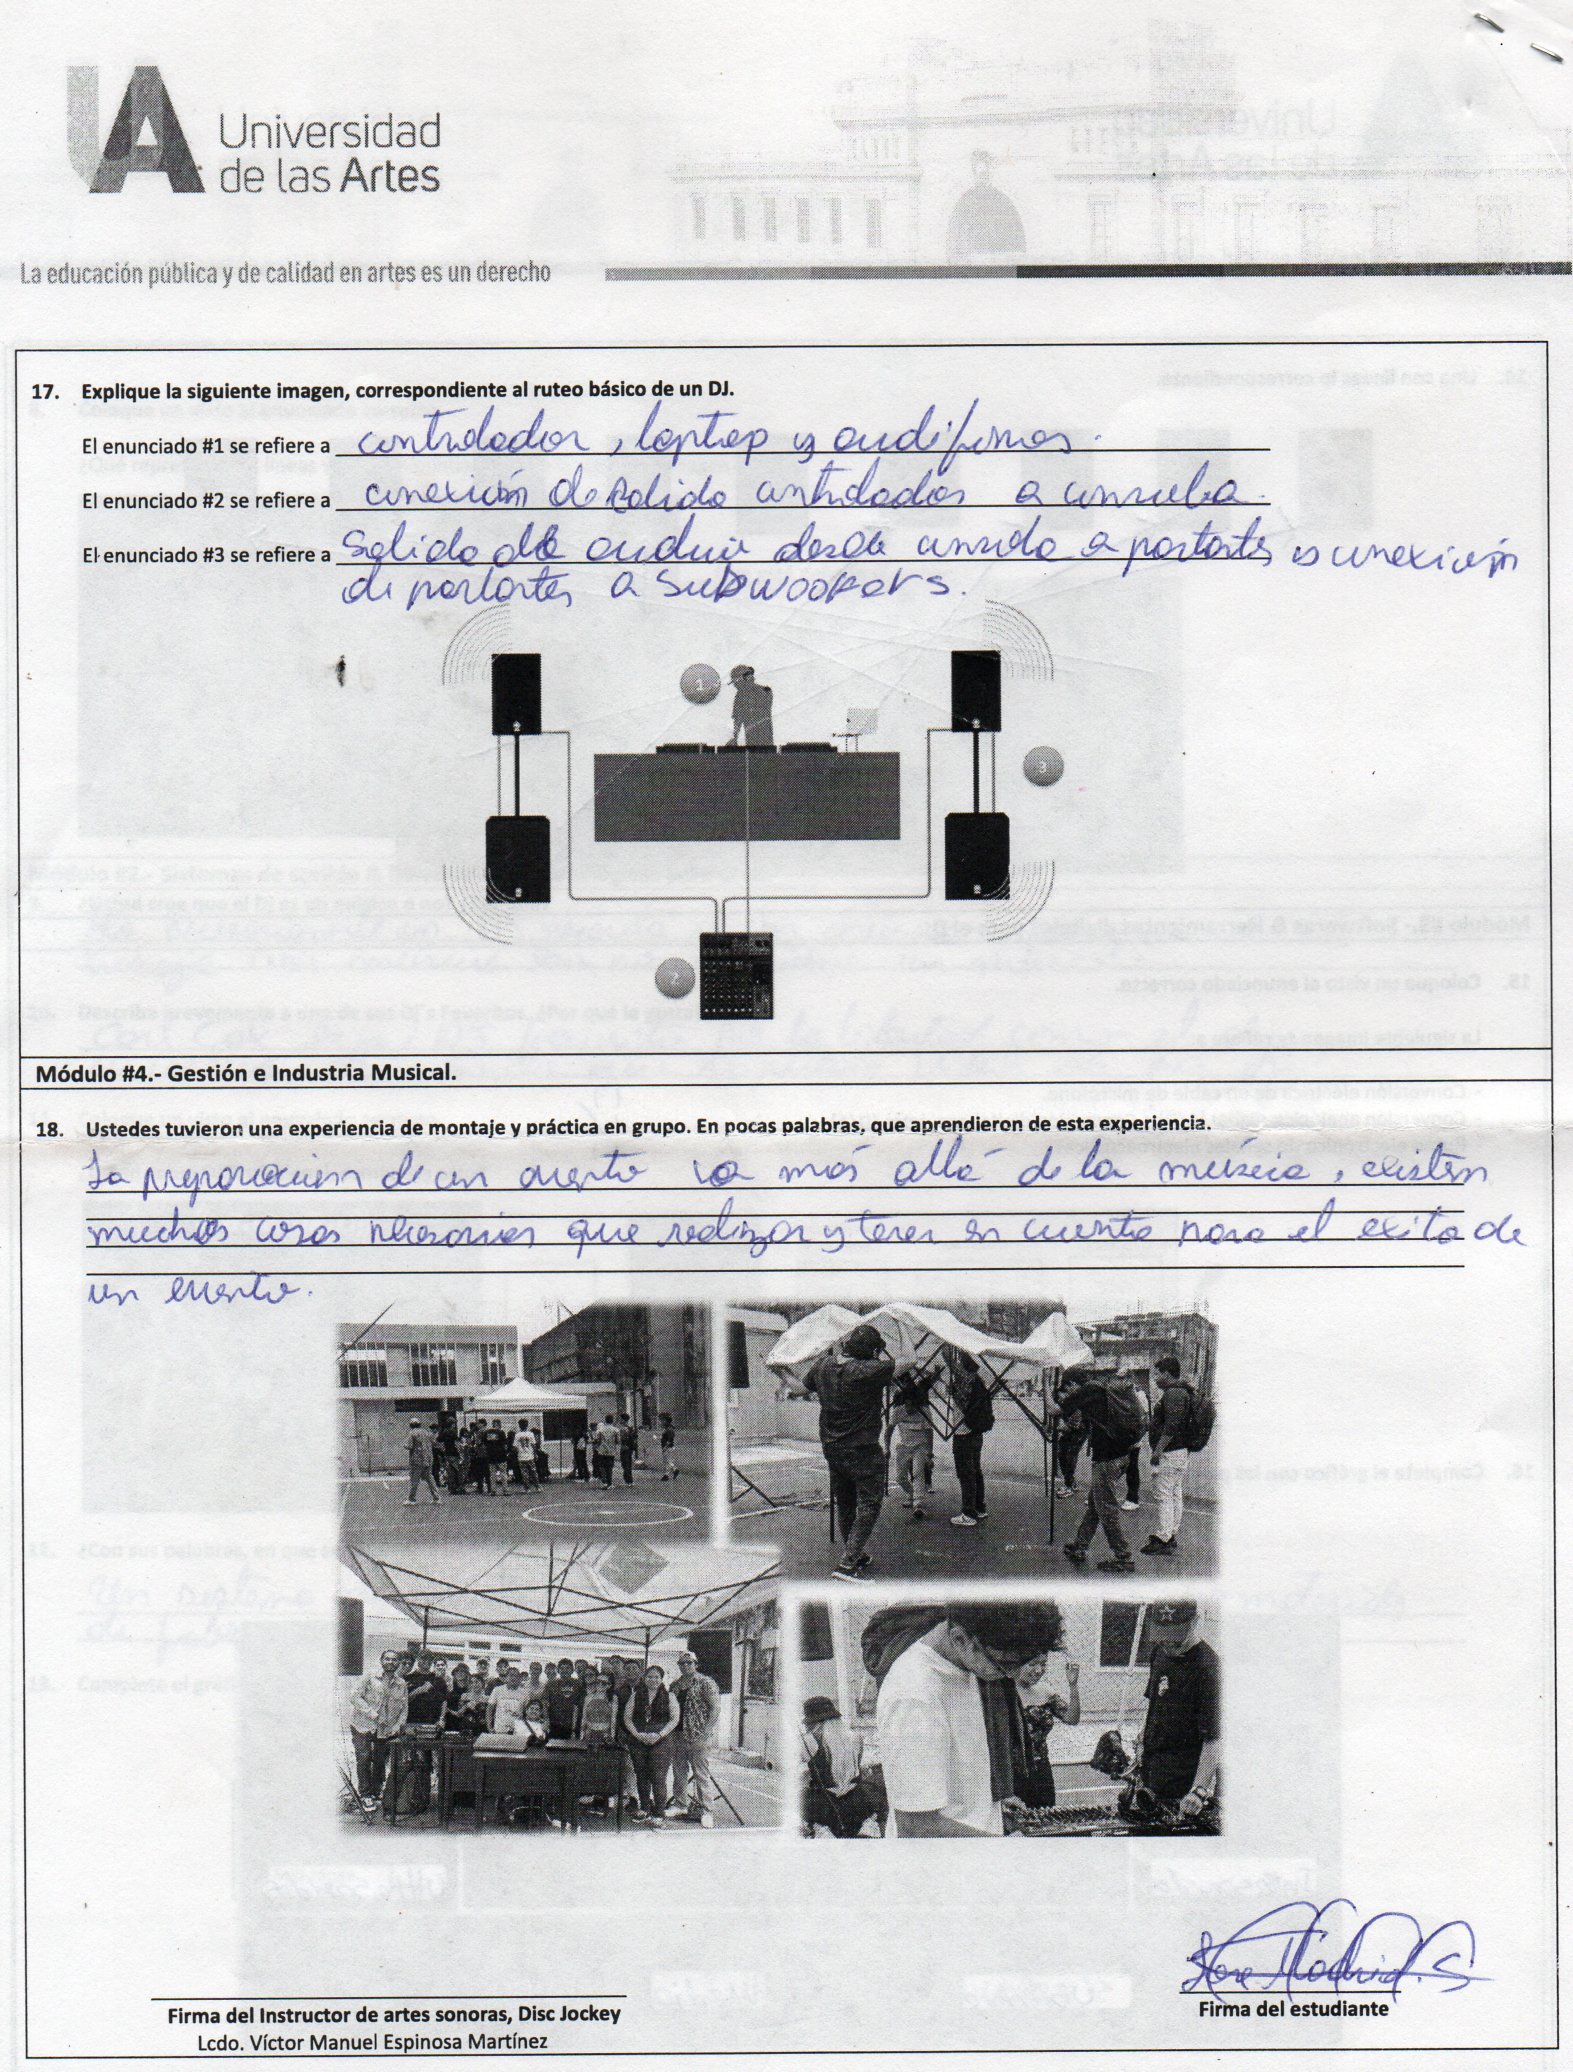 Universidad
de las Artes
La educación pública y de calidad en artes es un derecho
17. Explique la siguiente imagen, correspondiente al ruteo básico de un DJ.
El enunciado #1 se refiere a controlador, laptop y audifonos.
El enunciado #2 se refiere a conexión de salida controlador a consola.
El enunciado #3 se refiere a Salida de audio desde consola a parlantes y conexión
de parlantes a subwoofers.
1
3
2
Módulo #4.- Gestión e Industria Musical.
18. Ustedes tuvieron una experiencia de montaje y práctica en grupo. En pocas palabras, que aprendieron de esta experiencia.
La preparación de un evento va más allá de la música, existen
muchas cosas necesarias que realizar y tener en cuenta para el exito de
un evento.
Firma del Instructor de artes sonoras, Disc Jockey
Lcdo. Víctor Manuel Espinosa Martínez
Firma del estudiante